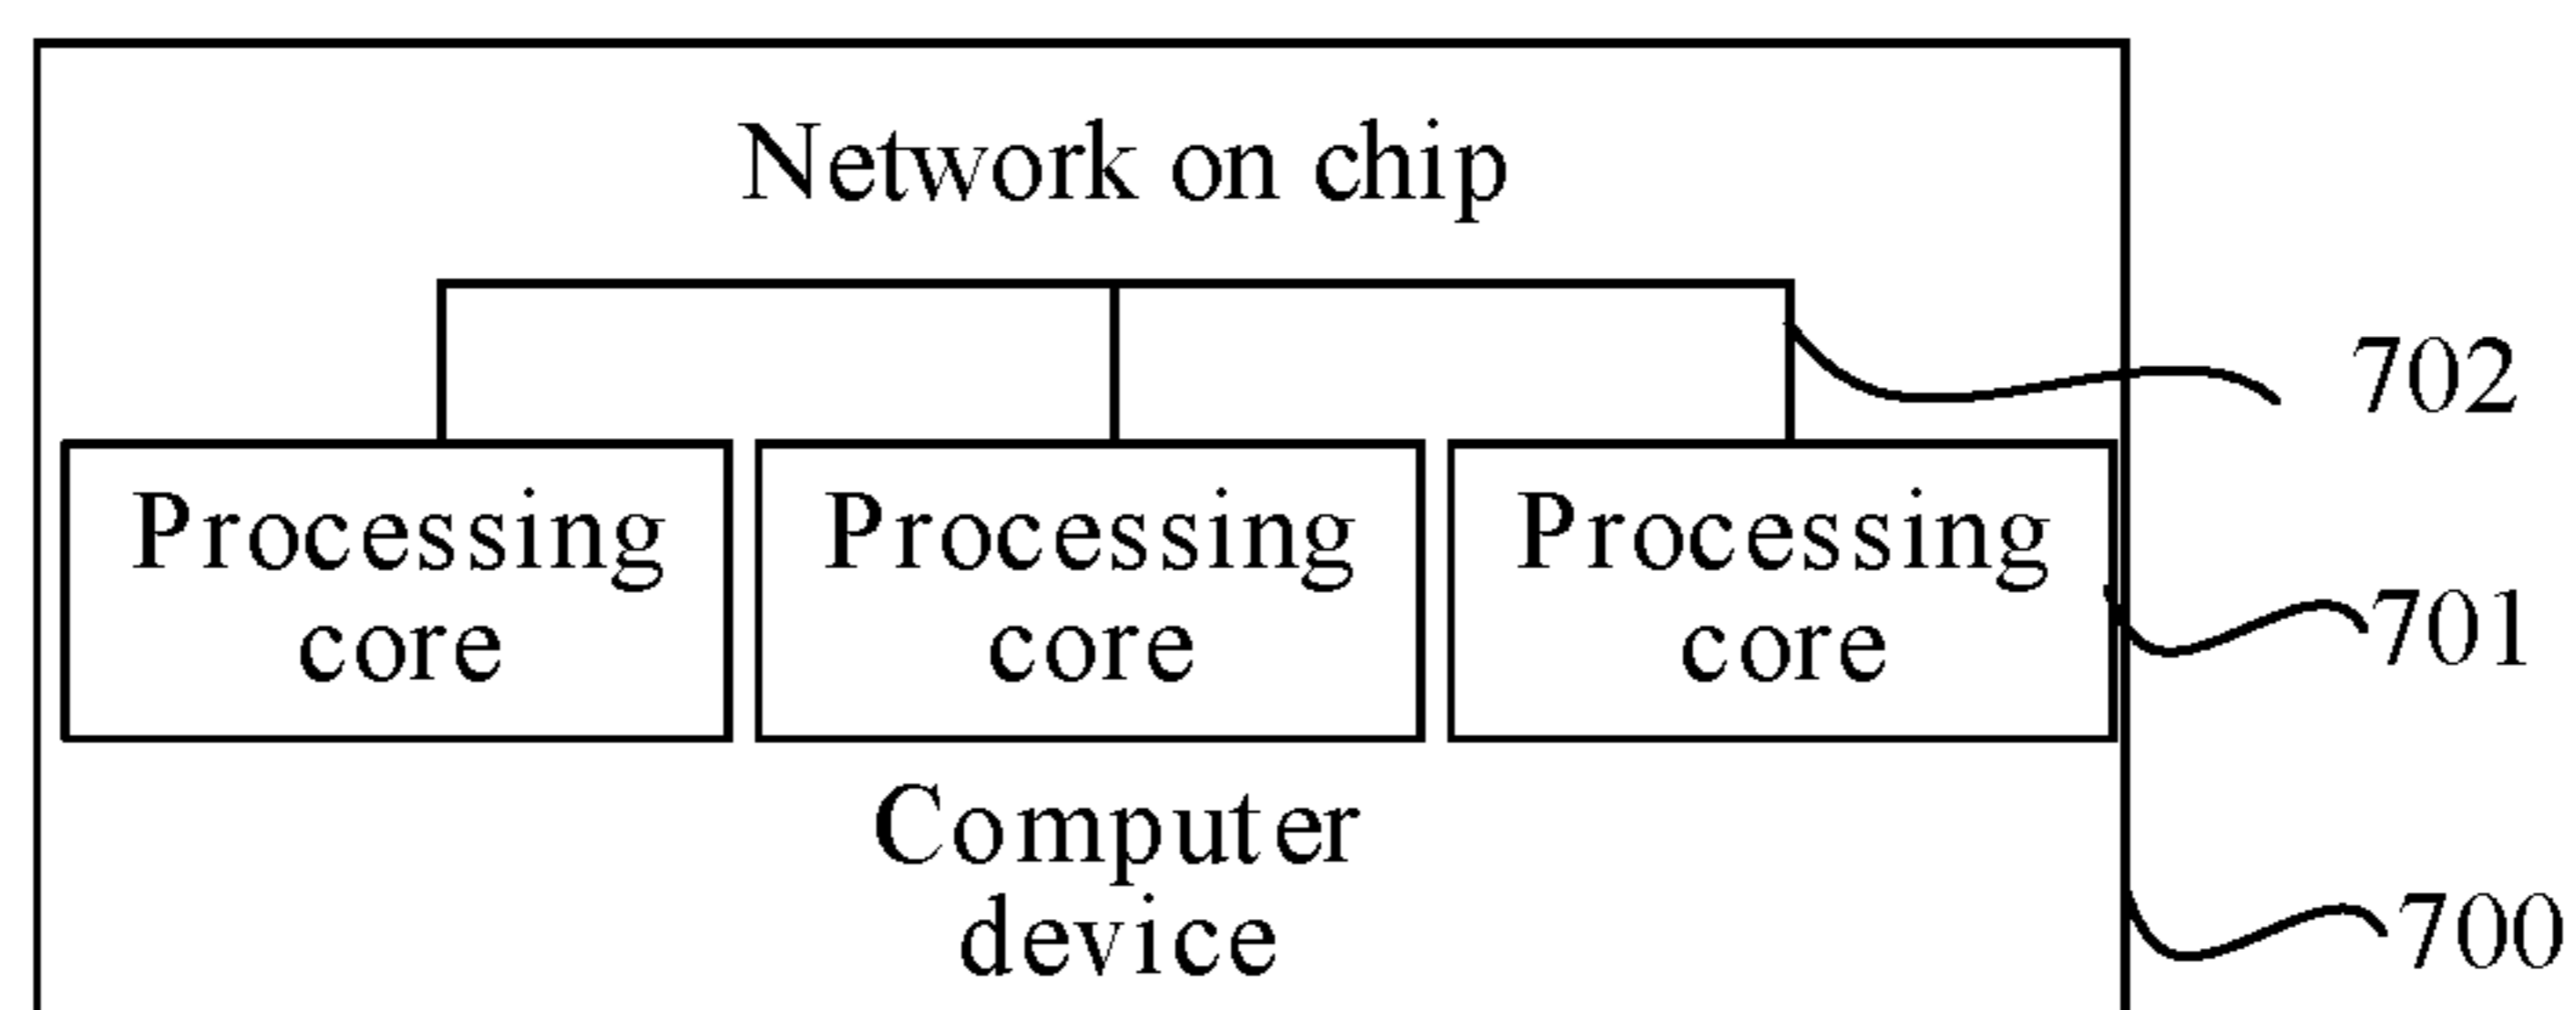 Network on chip
702
Processing core
Processing core
Processing core
701
Computer
device
700